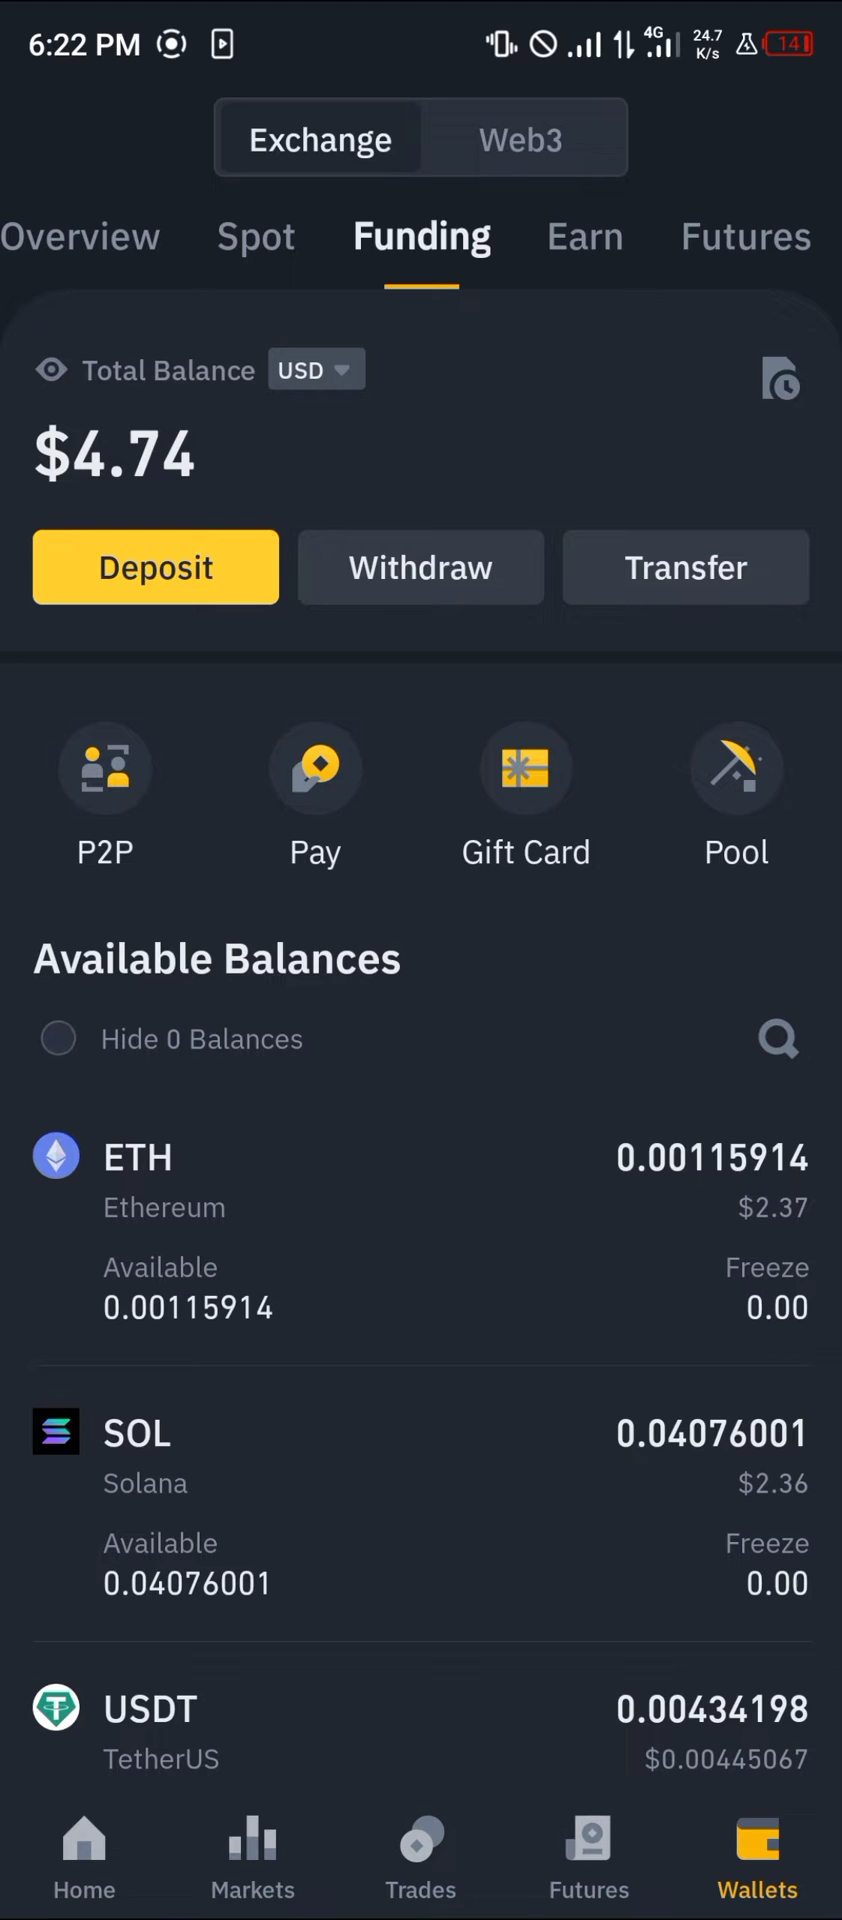 6:22 PM 4G 24.7 K/s 14
Exchange Web3
Overview Spot Funding Earn Futures
Total Balance USD
$4.74
Deposit Withdraw Transfer
P2P Pay Gift Card Pool
Available Balances
Hide 0 Balances
ETH 0.00115914
Ethereum $2.37
Available Freeze
0.00115914 0.00
SOL 0.04076001
Solana $2.36
Available Freeze
0.04076001 0.00
USDT 0.00434198
TetherUS $0.00445067
Home Markets Trades Futures Wallets